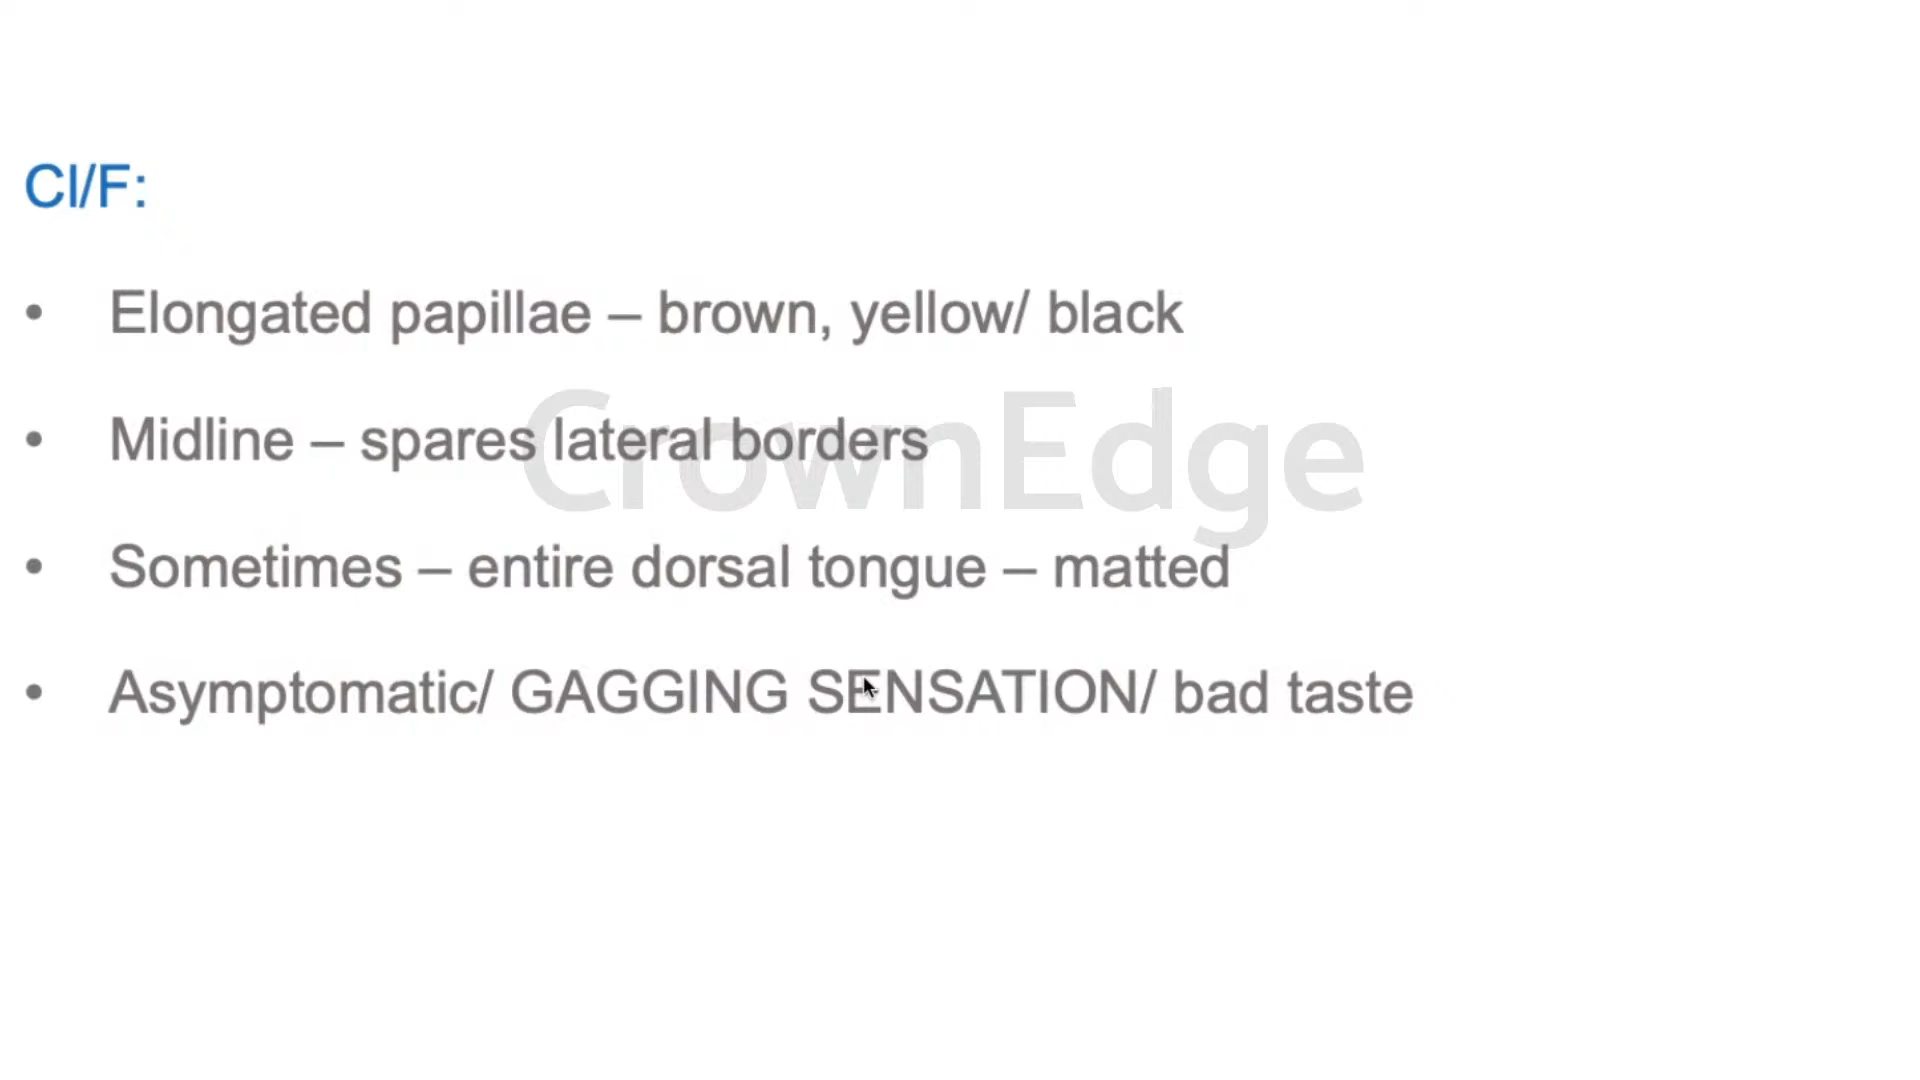 Cl/F:
• Elongated papillae – brown, yellow/ black
• Midline – spares lateral borders
CrownEdge
• Sometimes – entire dorsal tongue – matted
• Asymptomatic/ GAGGING SENSATION/ bad taste